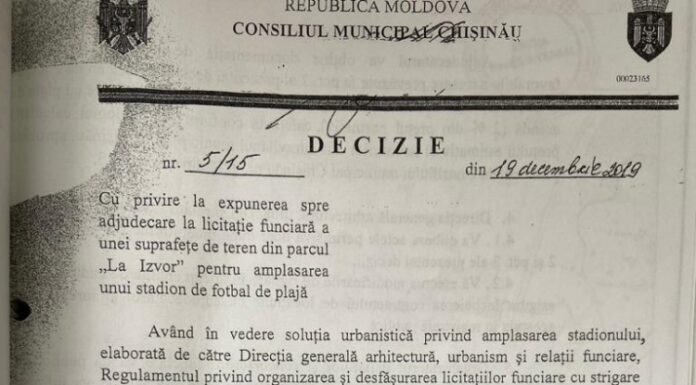 REPUBLICA MOLDOVA
CONSILIUL MUNICIPAL CHIȘINĂU
00023165
DECIZIE
nr. 5/15 din 19 decembrie 2019
Cu privire la expunerea spre
adjudecare la licitație funciară a
unei suprafețe de teren din parcul
„La Izvor” pentru amplasarea
unui stadion de fotbal de plajă
Având în vedere soluția urbanistică privind amplasarea stadionului,
elaborată de către Direcția generală arhitectură, urbanism și relații funciare,
Regulamentul privind organizarea și desfășurarea licitațiilor funciare cu strigare